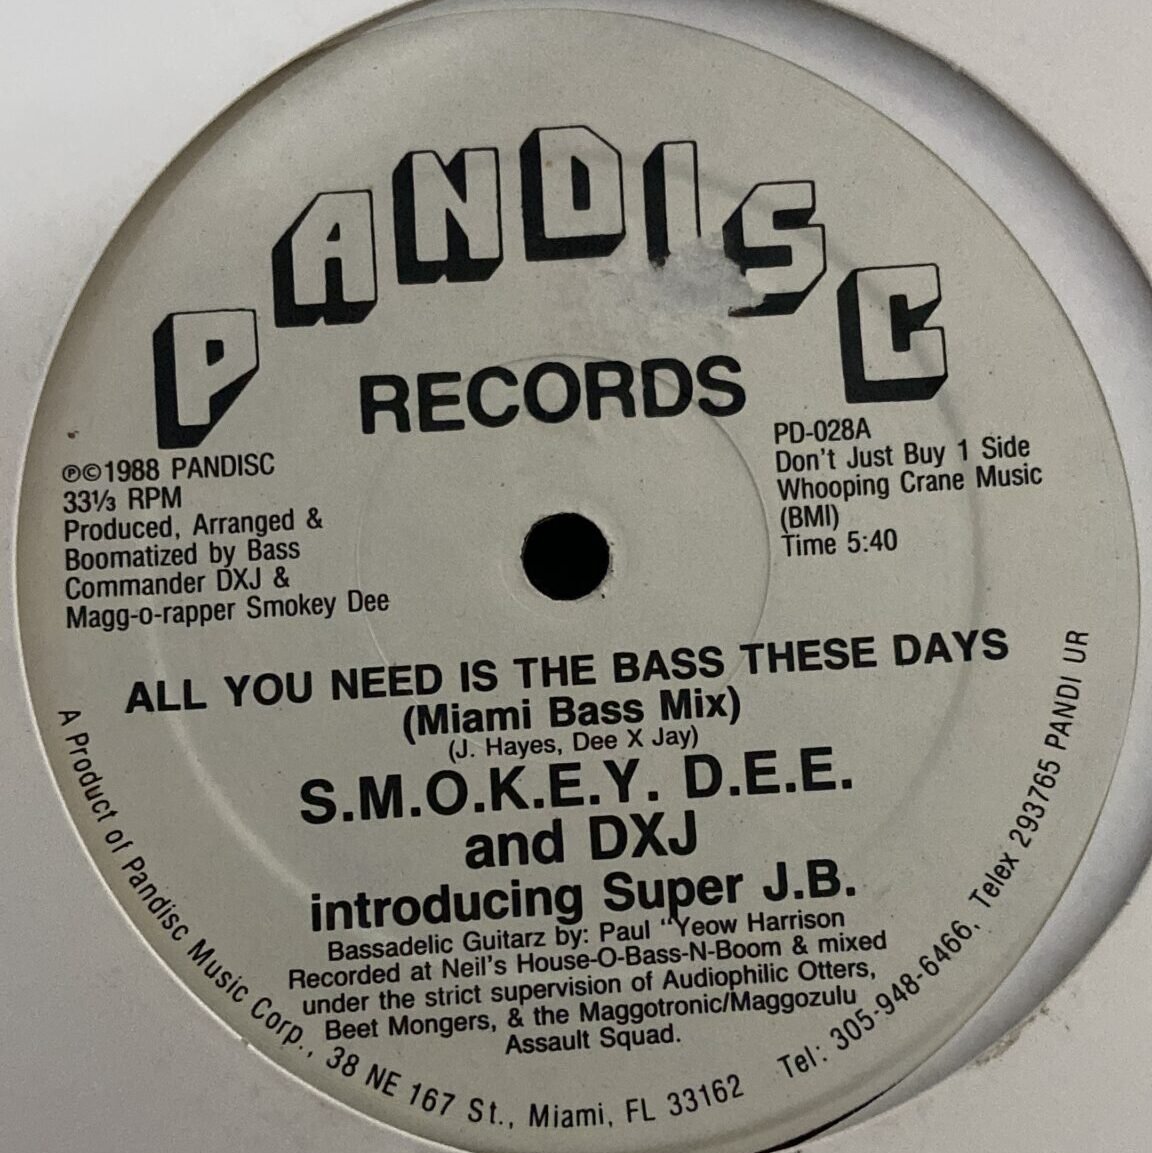 PANDISC
RECORDS
℗©1988 PANDISC
33⅓ RPM
Produced, Arranged &
Boomatized by Bass
Commander DXJ &
Magg-o-rapper Smokey Dee
PD-028A
Don't Just Buy 1 Side
Whooping Crane Music
(BMI)
Time 5:40
ALL YOU NEED IS THE BASS THESE DAYS
(Miami Bass Mix)
(J. Hayes, Dee X Jay)
S.M.O.K.E.Y. D.E.E.
and DXJ
introducing Super J.B.
Bassadelic Guitarz by: Paul "Yeow Harrison
Recorded at Neil's House-O-Bass-N-Boom & mixed
under the strict supervision of Audiophilic Otters,
Beet Mongers, & the Maggotronic/Maggozulu
Assault Squad.
A Product of Pandisc Music Corp., 38 NE 167 St., Miami, FL 33162 Tel: 305-948-6466, Telex 293765 PANDI UR